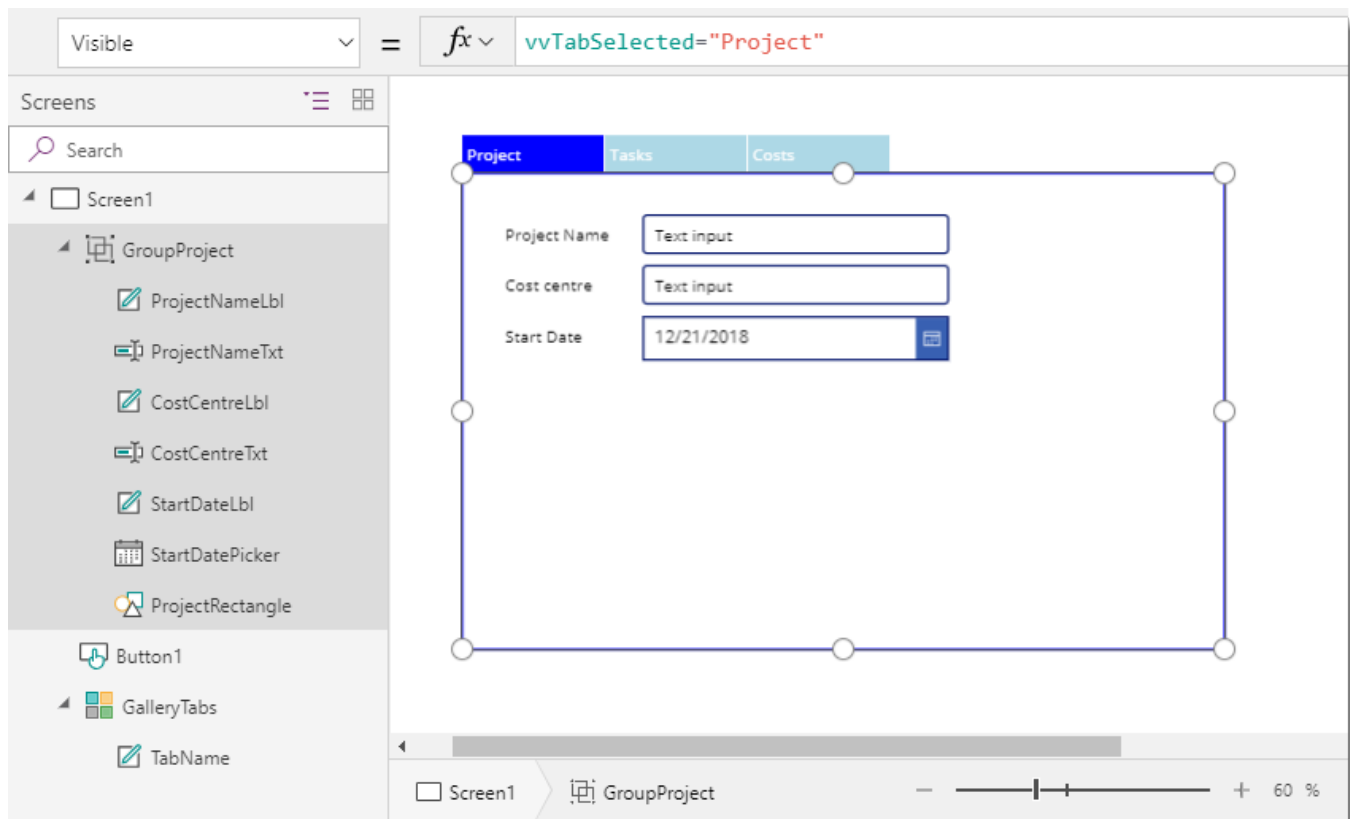 Visible = fx vvTabSelected="Project"
Screens
Search
Screen1
GroupProject
ProjectNameLbl
ProjectNameTxt
CostCentreLbl
CostCentreTxt
StartDateLbl
StartDatePicker
ProjectRectangle
Button1
GalleryTabs
TabName
Project Tasks Costs
Project Name Text input
Cost centre Text input
Start Date 12/21/2018
Screen1 GroupProject − + 60 %